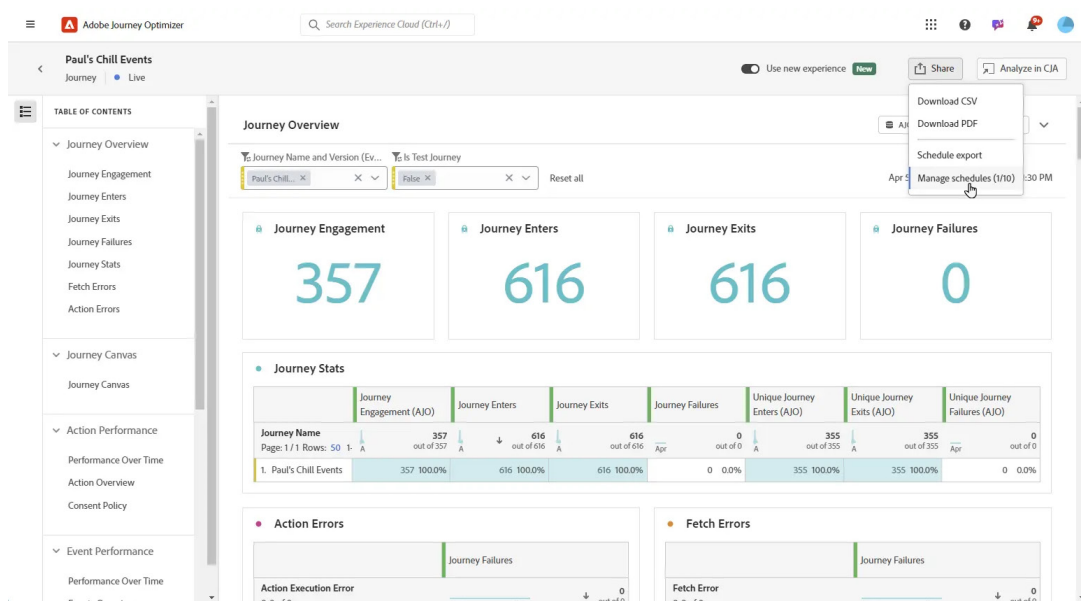 Adobe Journey Optimizer
Search Experience Cloud (Ctrl+/)
9+
Paul's Chill Events
Journey
Live
Use new experience New
Share
Analyze in CJA
Download CSV
Download PDF
Schedule export
Manage schedules (1/10)
TABLE OF CONTENTS
Journey Overview
Journey Engagement
Journey Enters
Journey Exits
Journey Failures
Journey Stats
Fetch Errors
Action Errors
Journey Canvas
Journey Canvas
Action Performance
Performance Over Time
Action Overview
Consent Policy
Event Performance
Performance Over Time
Journey Overview
Journey Name and Version (Ev... Is Test Journey
Paul's Chill... False Reset all
Apr :30 PM
Journey Engagement
357
Journey Enters
616
Journey Exits
616
Journey Failures
0
Journey Stats
Journey Engagement (AJO) Journey Enters Journey Exits Journey Failures Unique Journey Enters (AJO) Unique Journey Exits (AJO) Unique Journey Failures (AJO)
Journey Name 357 616 616 0 355 355 0
Page: 1 / 1 Rows: 50 1- A out of 357 A out of 616 A out of 616 Apr out of 0 A out of 355 A out of 355 Apr out of 0
1. Paul's Chill Events 357 100.0% 616 100.0% 616 100.0% 0 0.0% 355 100.0% 355 100.0% 0 0.0%
Action Errors
Journey Failures
Action Execution Error 0
Fetch Errors
Journey Failures
Fetch Error 0